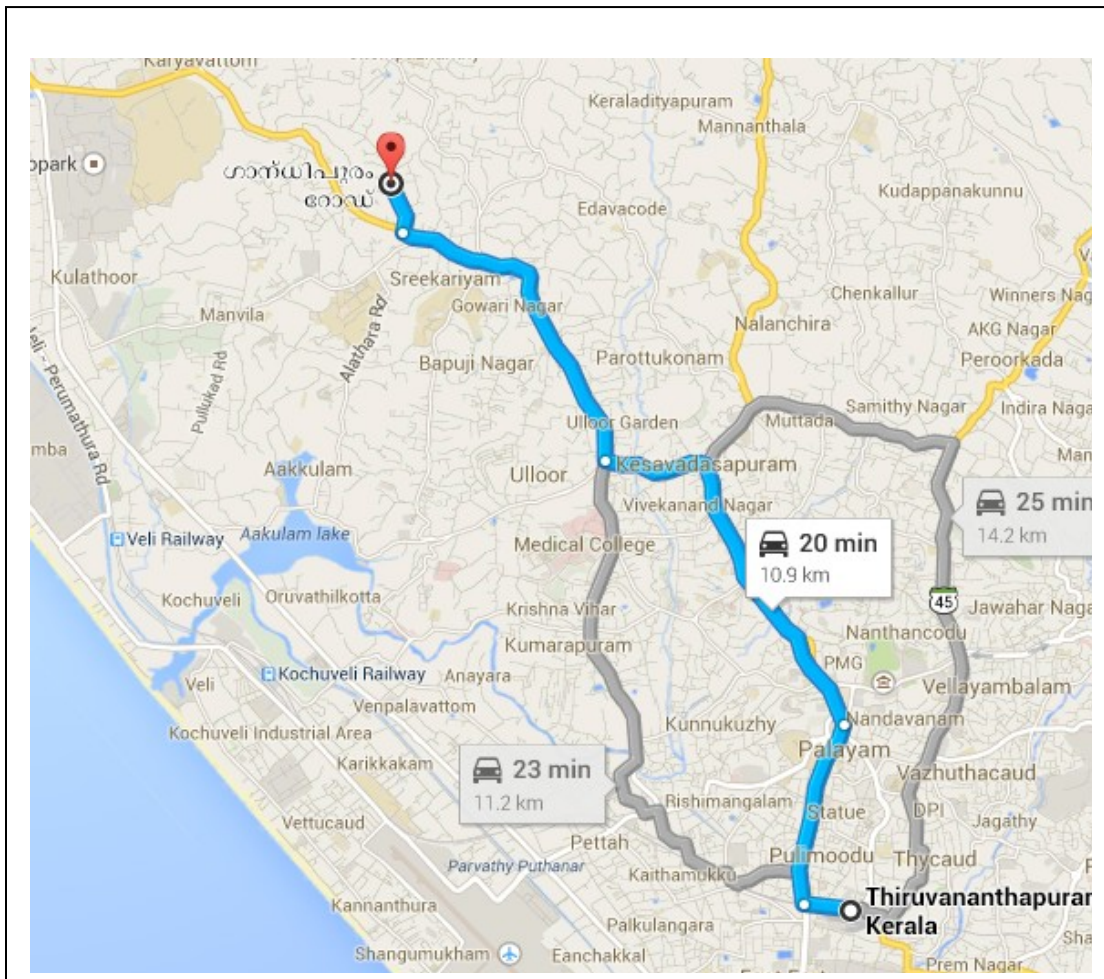 Karyavattom
Keraladityapuram
Mannanthala
opark
ഗാന്ധിപുരം
റോഡ്
Kudappanakunnu
Edavacode
Kulathoor
Sreekariyam
Chenkallur
Winners Nag
Gowari Nagar
Manvila
Nalanchira
AKG Nagar
Alathara Rd
Parottukonam
Peroorkada
Bapuji Nagar
Veli - Perumathura Rd
Pullukad Rd
Samithy Nagar
Indira Naga
Ulloor Garden
Muttada
mba
Man
Aakkulam
Ulloor
Kesavadasapuram
Vivekanand Nagar
25 min
14.2 km
Veli Railway
Aakulam lake
Medical College
20 min
10.9 km
Kochuveli
Oruvathilkotta
Krishna Vihar
45
Jawahar Naga
Kumarapuram
Nanthancodu
Kochuveli Railway
Anayara
PMG
Veli
Vellayambalam
Venpalavattom
Kunnukuzhy
Nandavanam
Kochuveli Industrial Area
Palayam
Karikkakam
23 min
11.2 km
Vazhuthacaud
Rishimangalam
Statue
DPI
Jagathy
Vettucaud
Pettah
Parvathy Puthanar
Pulimoodu
Thycaud
Kaithamukku
Kannanthura
Thiruvananthapuram
Kerala
Palkulangara
Sha
Shangumukham
Eanchakkal
Prem Nagar